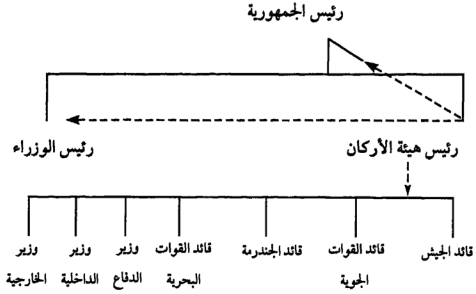 رئيس الجمهورية
رئيس هيئة الأركان
رئيس الوزراء
قائد الجيش
قائد القوات
الجوية
قائد الجندرمة
قائد القوات
البحرية
وزير
الدفاع
وزير
الداخلية
وزير
الخارجية